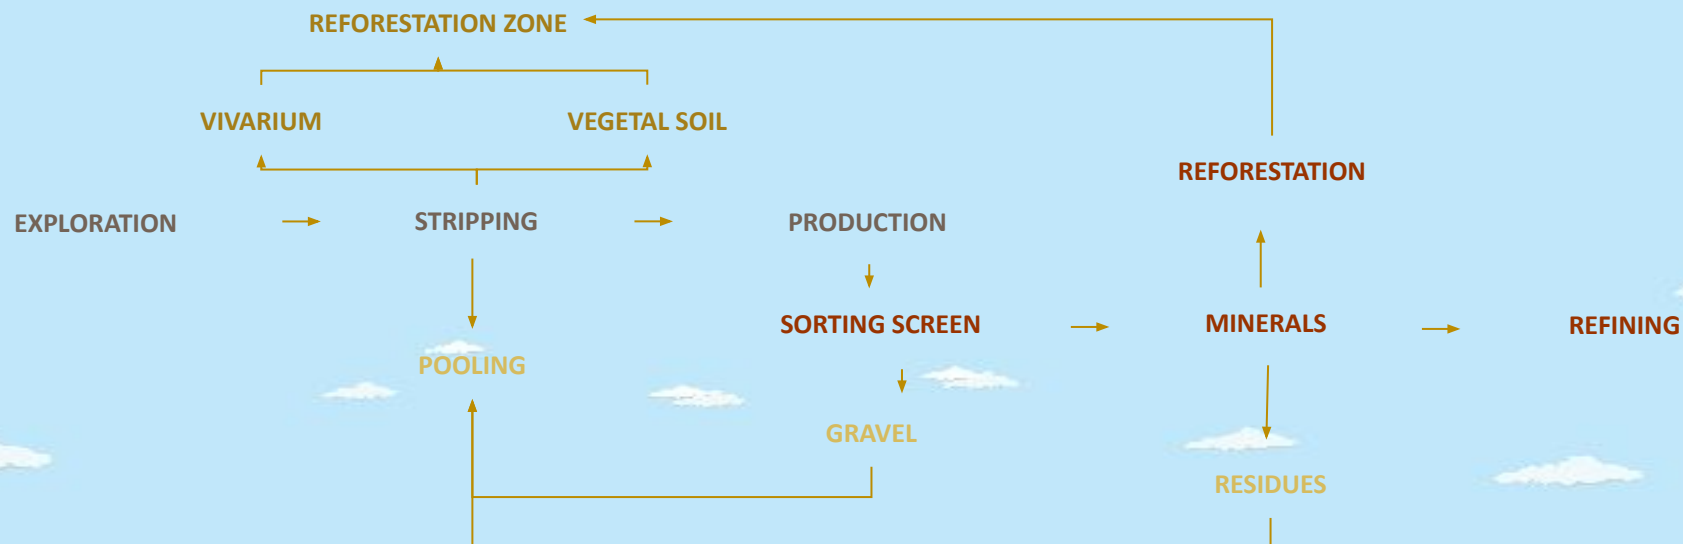 REFORESTATION ZONE
VIVARIUM
VEGETAL SOIL
REFORESTATION
EXPLORATION
STRIPPING
PRODUCTION
SORTING SCREEN
MINERALS
REFINING
POOLING
GRAVEL
RESIDUES